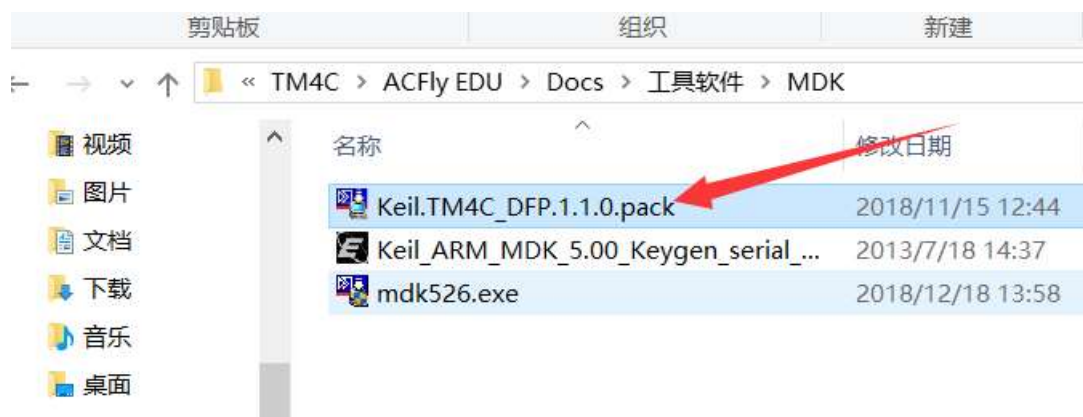 剪贴板 组织 新建
« TM4C > ACFly EDU > Docs > 工具软件 > MDK
视频 名称 修改日期
图片 Keil.TM4C_DFP.1.1.0.pack 2018/11/15 12:44
文档 Keil_ARM_MDK_5.00_Keygen_serial_... 2013/7/18 14:37
下载 mdk526.exe 2018/12/18 13:58
音乐
桌面